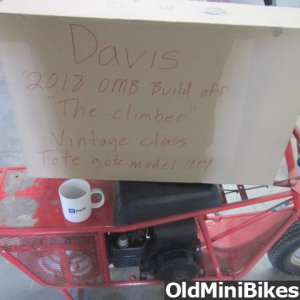 Davis
2018 OMB Build off
"The climber"
Vintage class
Tote gote model 414
OldMiniBikes